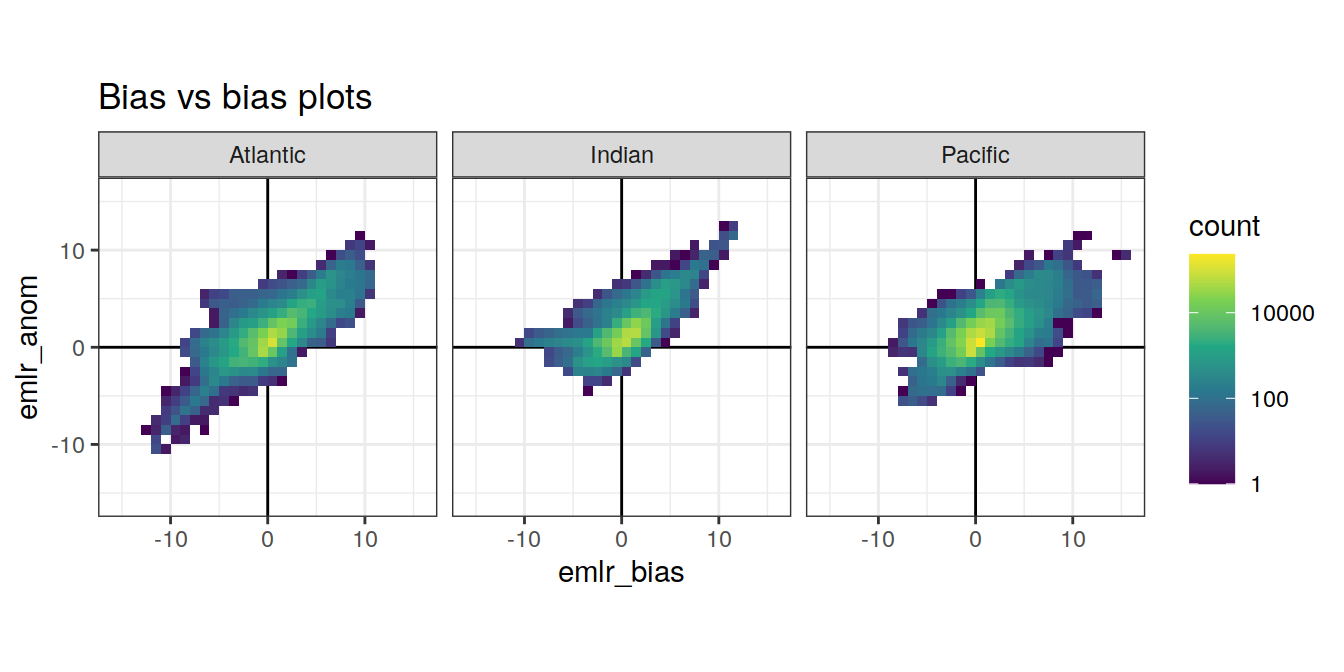 Bias vs bias plots
Atlantic Indian Pacific
count
10
0
-10
10000
100
1
-10 0 10 -10 0 10 -10 0 10
emlr_anom
emlr_bias